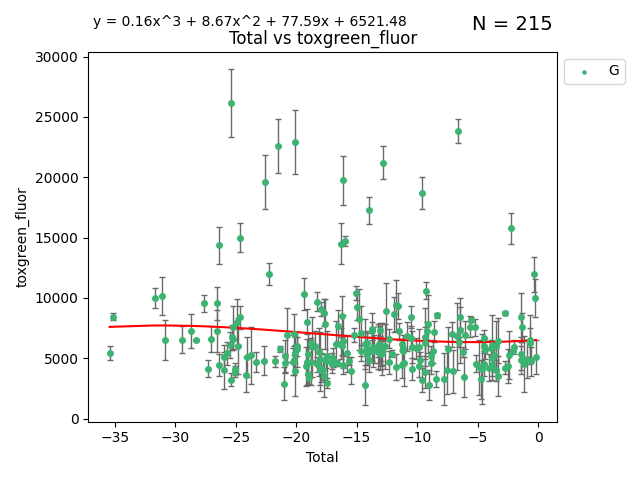 y = 0.16x^3 + 8.67x^2 + 77.59x + 6521.48
N = 215
Total vs toxgreen_fluor
G
30000
25000
20000
15000
10000
5000
0
toxgreen_fluor
−35 −30 −25 −20 −15 −10 −5 0
Total